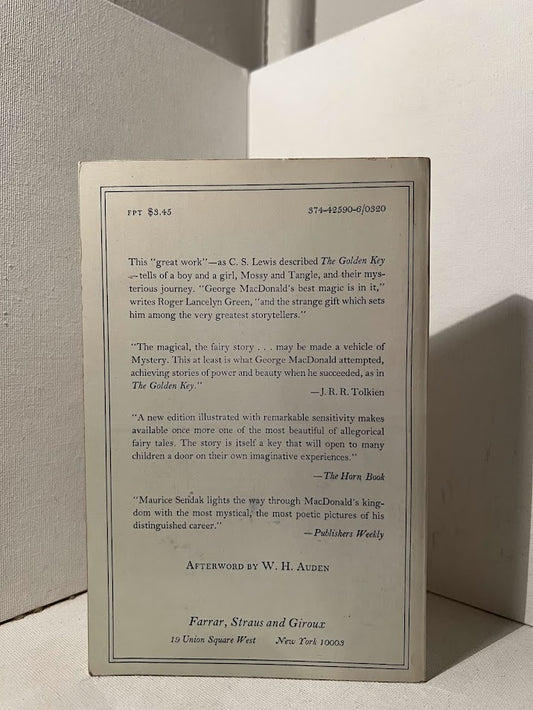 FPT $3.45 374-42590-6/0320
This "great work"—as C. S. Lewis described The Golden Key
—tells of a boy and a girl, Mossy and Tangle, and their mys-
terious journey. "George MacDonald's best magic is in it,"
writes Roger Lancelyn Green, "and the strange gift which sets
him among the very greatest storytellers."
"The magical, the fairy story . . . may be made a vehicle of
Mystery. This at least is what George MacDonald attempted,
achieving stories of power and beauty when he succeeded, as in
The Golden Key."
—J. R. R. Tolkien
"A new edition illustrated with remarkable sensitivity makes
available once more one of the most beautiful of allegorical
fairy tales. The story is itself a key that will open to many
children a door on their own imaginative experiences."
—The Horn Book
"Maurice Sendak lights the way through MacDonald's king-
dom with the most mystical, the most poetic pictures of his
distinguished career."
—Publishers Weekly
Afterword by W. H. Auden
Farrar, Straus and Giroux
19 Union Square West New York 10003